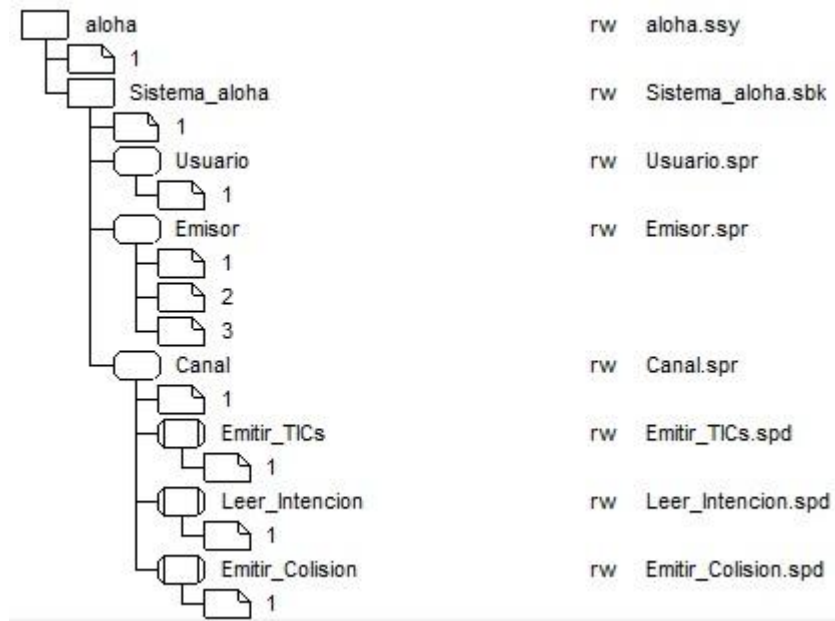 aloha rw aloha.ssy
1
Sistema_aloha rw Sistema_aloha.sbk
1
Usuario rw Usuario.spr
1
Emisor rw Emisor.spr
1
2
3
Canal rw Canal.spr
1
Emitir_TICs rw Emitir_TICs.spd
1
Leer_Intencion rw Leer_Intencion.spd
1
Emitir_Colision rw Emitir_Colision.spd
1